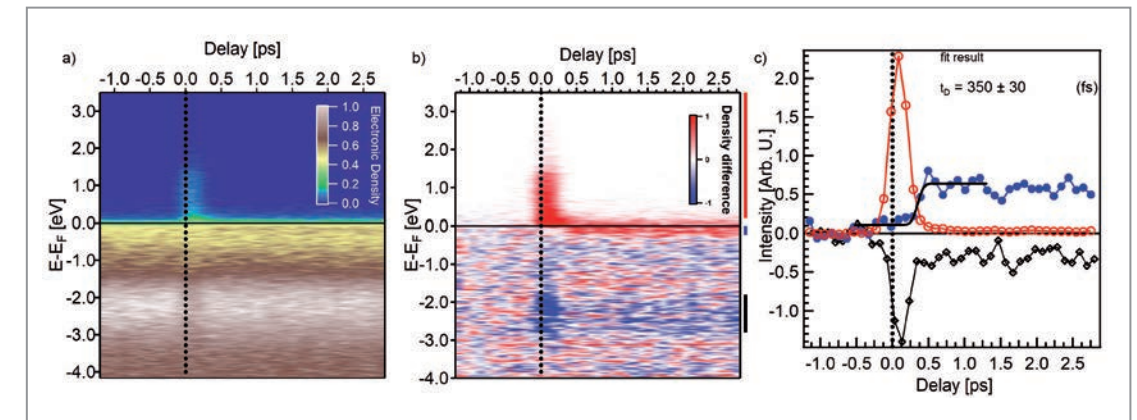 a)
Delay [ps]
-1.0 -0.5 0.0 0.5 1.0 1.5 2.0 2.5
3.0
2.0
1.0
0.0
-1.0
-2.0
-3.0
-4.0
E-EF [eV]
1.0
0.8
0.6
0.4
0.2
0.0
Electronic Density
b)
Delay [ps]
-1.0 -0.5 0.0 0.5 1.0 1.5 2.0 2.5
3.0
2.0
1.0
0.0
-1.0
-2.0
-3.0
-4.0
E-EF [eV]
1
0
-1
Density difference
c)
fit result
tD = 350 ± 30 (fs)
2.0
1.5
1.0
0.5
0.0
-0.5
-1.0
Intensity [Arb. U.]
-1.0 -0.5 0.0 0.5 1.0 1.5 2.0 2.5
Delay [ps]